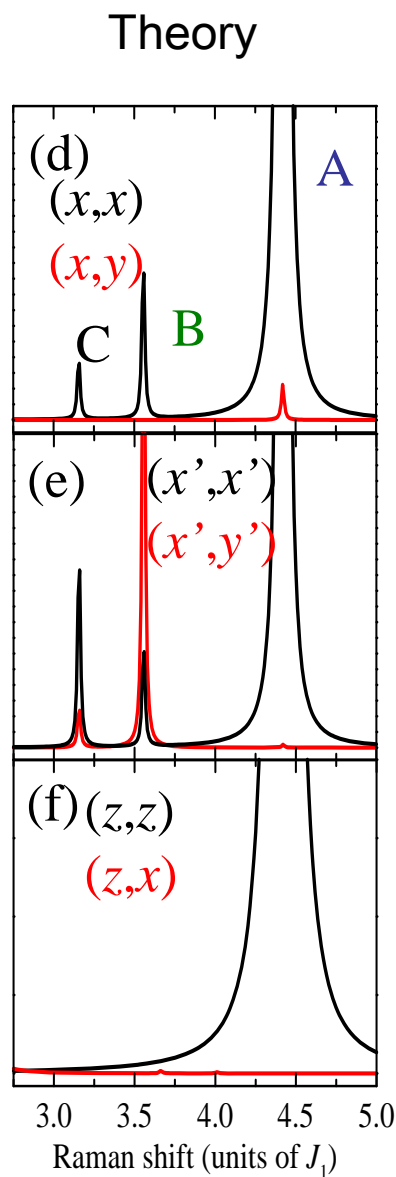 Theory
(d)
A
(x,x)
(x,y)
B
C
(e)
(x’,x’)
(x’,y’)
(f) (z,z)
(z,x)
3.0 3.5 4.0 4.5 5.0
Raman shift (units of J₁)